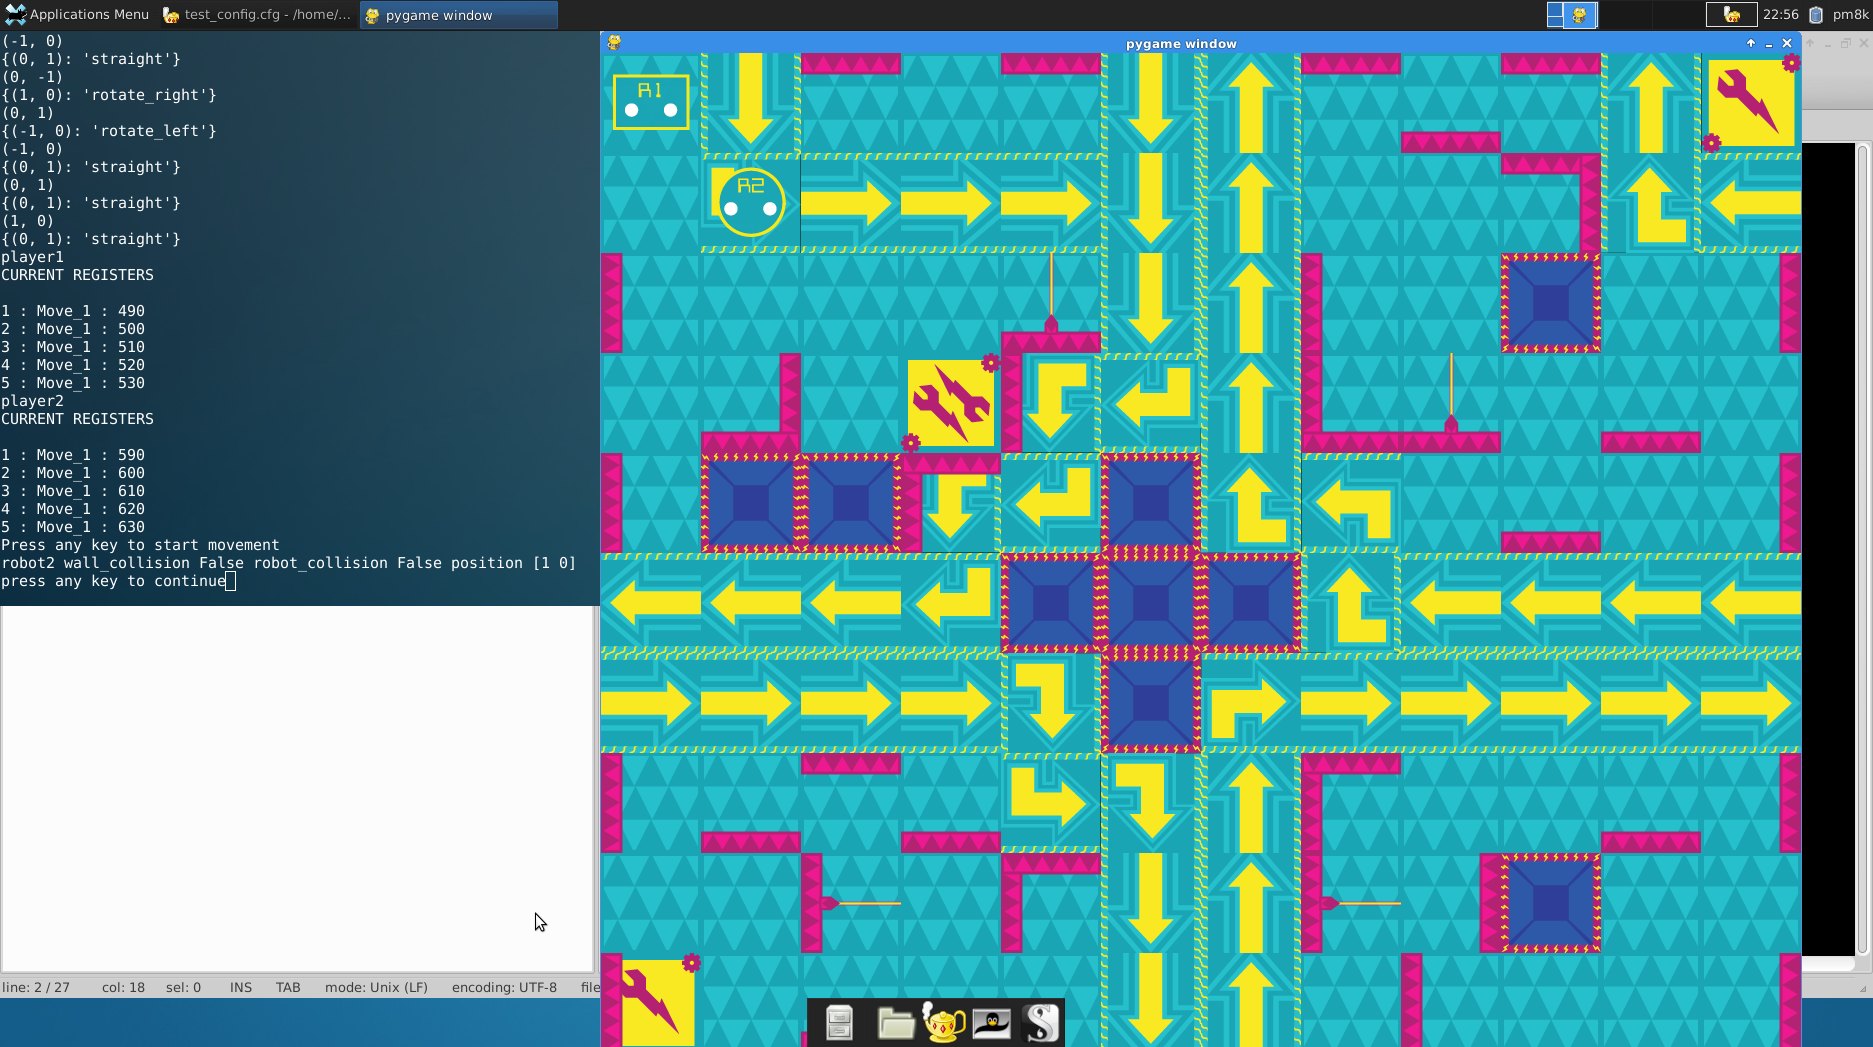 Applications Menu
test_config.cfg - /home/...
pygame window
22:56
pm8k
(-1, 0)
{(0, 1): 'straight'}
(0, -1)
{(1, 0): 'rotate_right'}
(0, 1)
{(-1, 0): 'rotate_left'}
(-1, 0)
{(0, 1): 'straight'}
(0, 1)
{(0, 1): 'straight'}
(1, 0)
{(0, 1): 'straight'}
player1
CURRENT REGISTERS
1 : Move_1 : 490
2 : Move_1 : 500
3 : Move_1 : 510
4 : Move_1 : 520
5 : Move_1 : 530
player2
CURRENT REGISTERS
1 : Move_1 : 590
2 : Move_1 : 600
3 : Move_1 : 610
4 : Move_1 : 620
5 : Move_1 : 630
Press any key to start movement
robot2 wall_collision False robot_collision False position [1 0]
press any key to continue
pygame window
R1
R2
line: 2 / 27
col: 18
sel: 0
INS
TAB
mode: Unix (LF)
encoding: UTF-8
file